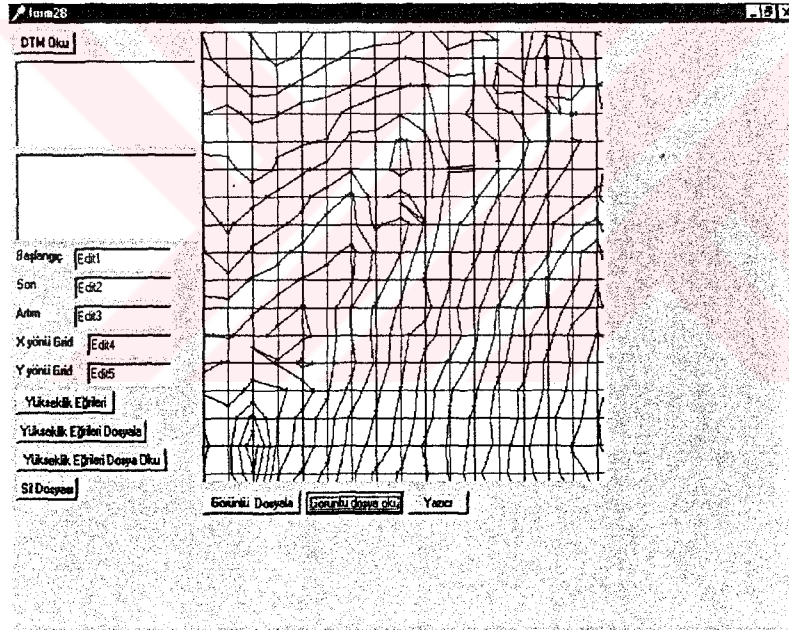 form28
DTM Oku
Başlangıç Edit1
Son Edit2
Artım Edit3
X yönü Grid Edit4
Y yönü Grid Edit5
Yükseklik Eğrileri
Yükseklik Eğrileri Dosyala
Yükseklik Eğrileri Dosya Oku
Sil Dosyası
Görüntü Dosyala Görüntü dosya oku Yazıcı